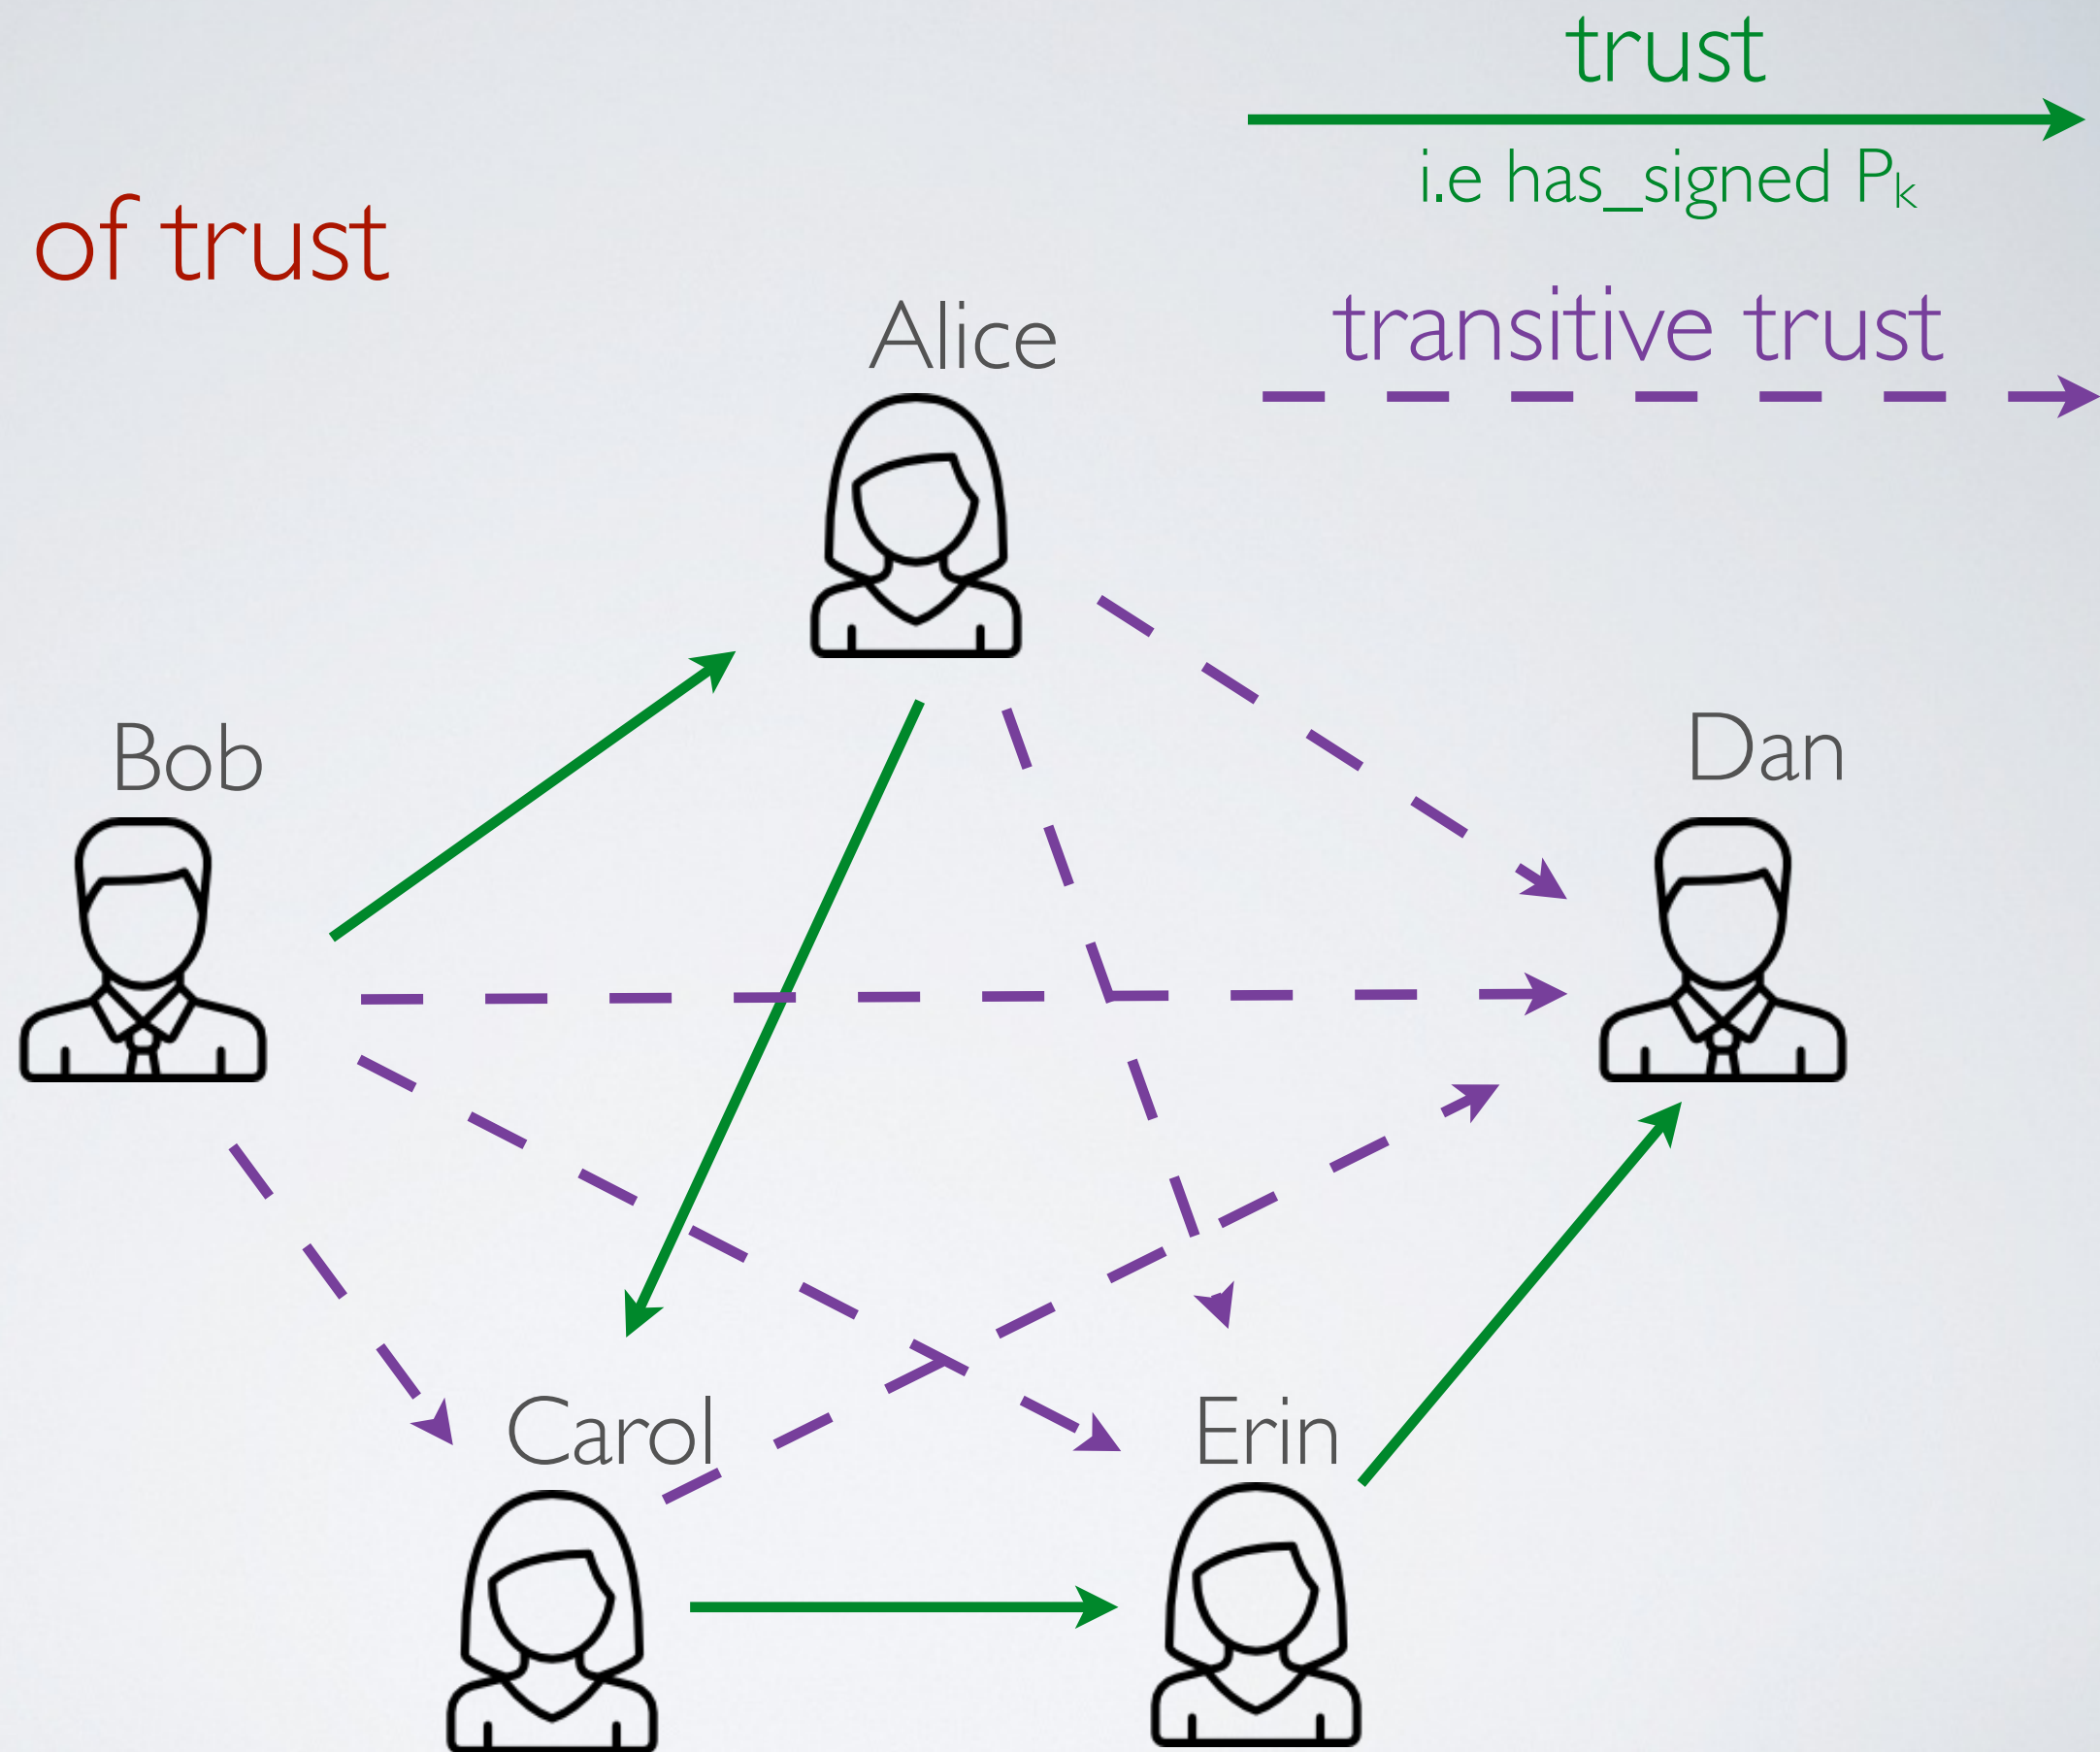 trust
i.e has_signed Pk
of trust
transitive trust
Alice
Bob
Dan
Carol
Erin